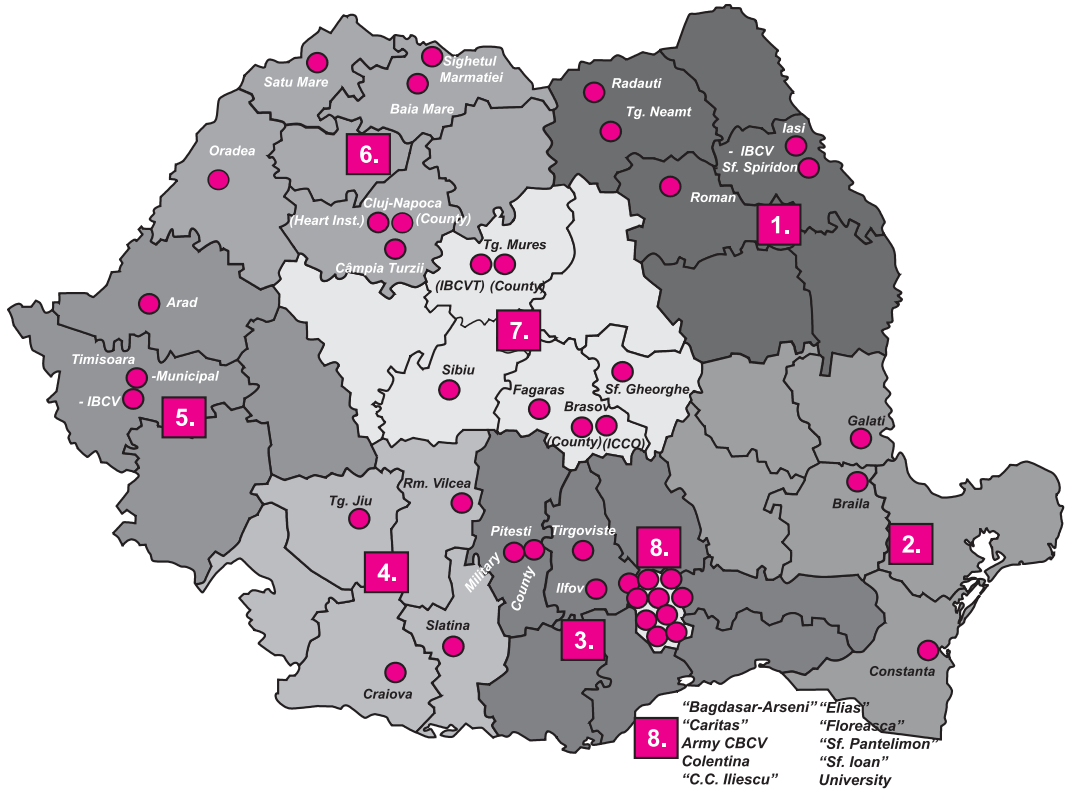 Sighetul
Marmatiei
Satu Mare
Baia Mare
Radauti
Tg. Neamt
Iasi
- IBCV
Sf. Spiridon
Oradea
6.
Roman
1.
Cluj-Napoca
(Heart Inst.)
(County)
Câmpia Turzii
Tg. Mures
(IBCVT)
(County)
Arad
7.
Timisoara
-Municipal
- IBCV
5.
Sibiu
Fagaras
Sf. Gheorghe
Brasov
(County)
(ICCO)
Galati
Braila
Rm. Vilcea
Tg. Jiu
Pitesti
Military
County
Tirgoviste
Ilfov
8.
2.
4.
3.
Slatina
Craiova
Constanta
8.
“Bagdasar-Arseni” “Elias”
“Caritas” “Floreasca”
Army CBCV “Sf. Pantelimon”
Colentina “Sf. Ioan”
“C.C. Iliescu” University